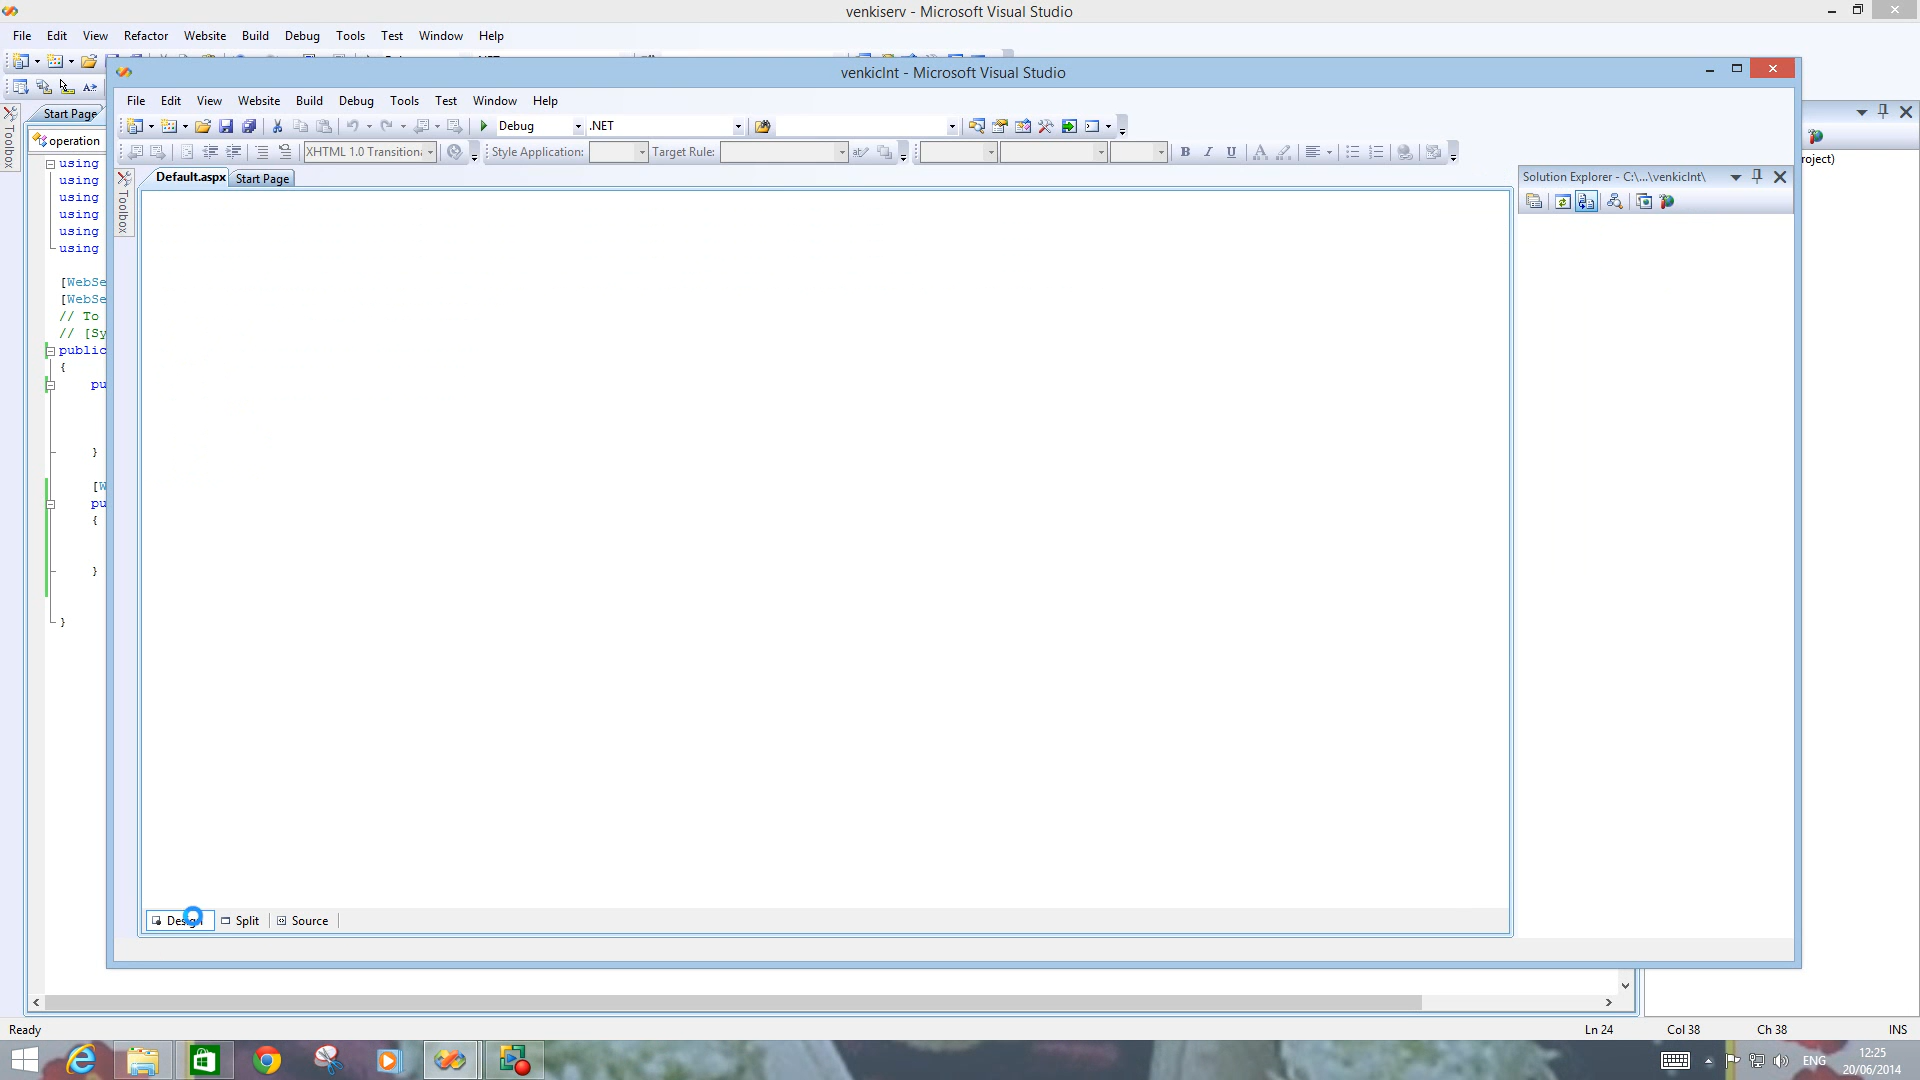 venkiserv - Microsoft Visual Studio
File Edit View Refactor Website Build Debug Tools Test Window Help
venkiclnt - Microsoft Visual Studio
File Edit View Website Build Debug Tools Test Window Help
Debug .NET
XHTML 1.0 Transition Style Application: Target Rule: B I U
Start Page
Toolbox
operation
Default.aspx Start Page
Toolbox
Solution Explorer - C:\...\venkiclnt\
roject)
using
using
using
using
using
using
[WebSe
[WebSe
// To
// [Sy
public
{
pu
}
[W
pu
{
}
}
Design Split Source
Ready Ln 24 Col 38 Ch 38 INS
ENG 12:25
20/06/2014